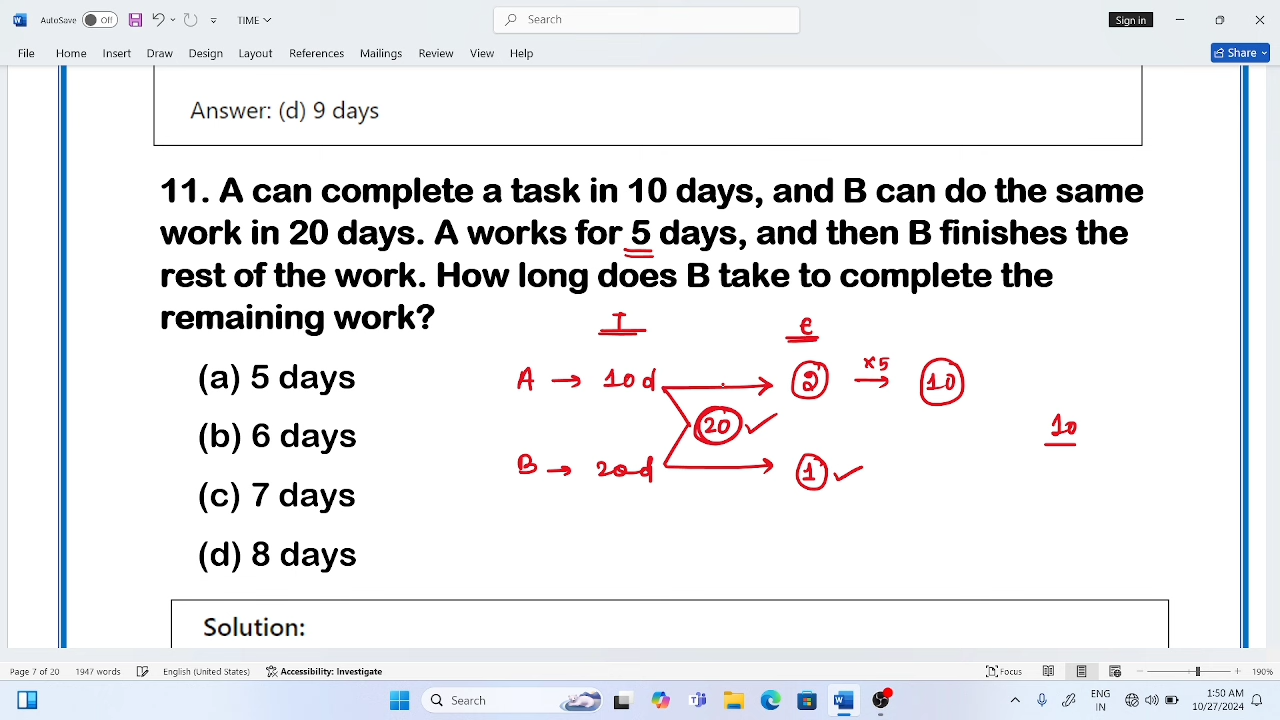 AutoSave Off TIME Search Sign in
File Home Insert Draw Design Layout References Mailings Review View Help Share
Answer: (d) 9 days
11. A can complete a task in 10 days, and B can do the same
work in 20 days. A works for 5 days, and then B finishes the
rest of the work. How long does B take to complete the
remaining work?
T e
(a) 5 days
A → 10 d 2 ×5 → 10
(b) 6 days
20 ✓ 10
B → 20 d 1 ✓
(c) 7 days
(d) 8 days
Solution:
Page 7 of 20 1947 words English (United States) Accessibility: Investigate Focus 190%
Search ENG IN 1:50 AM 10/27/2024